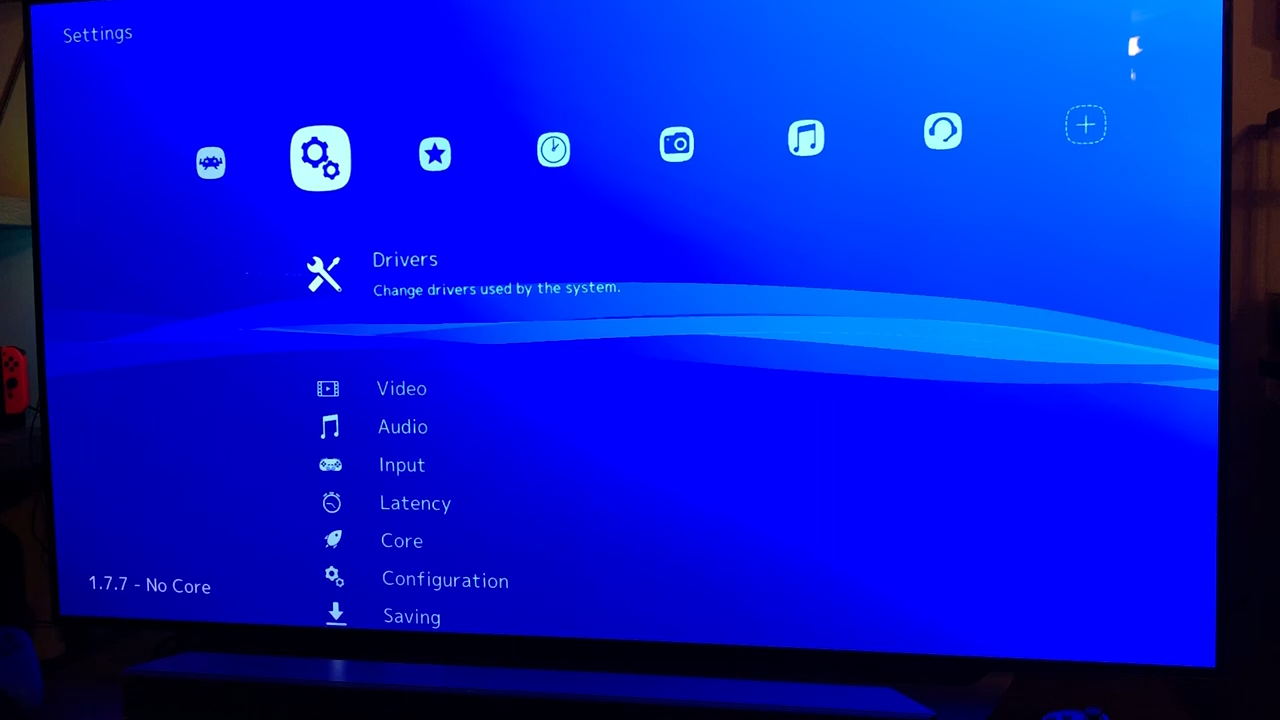 Settings
Drivers
Change drivers used by the system.
Video
Audio
Input
Latency
Core
Configuration
1.7.7 - No Core
Saving